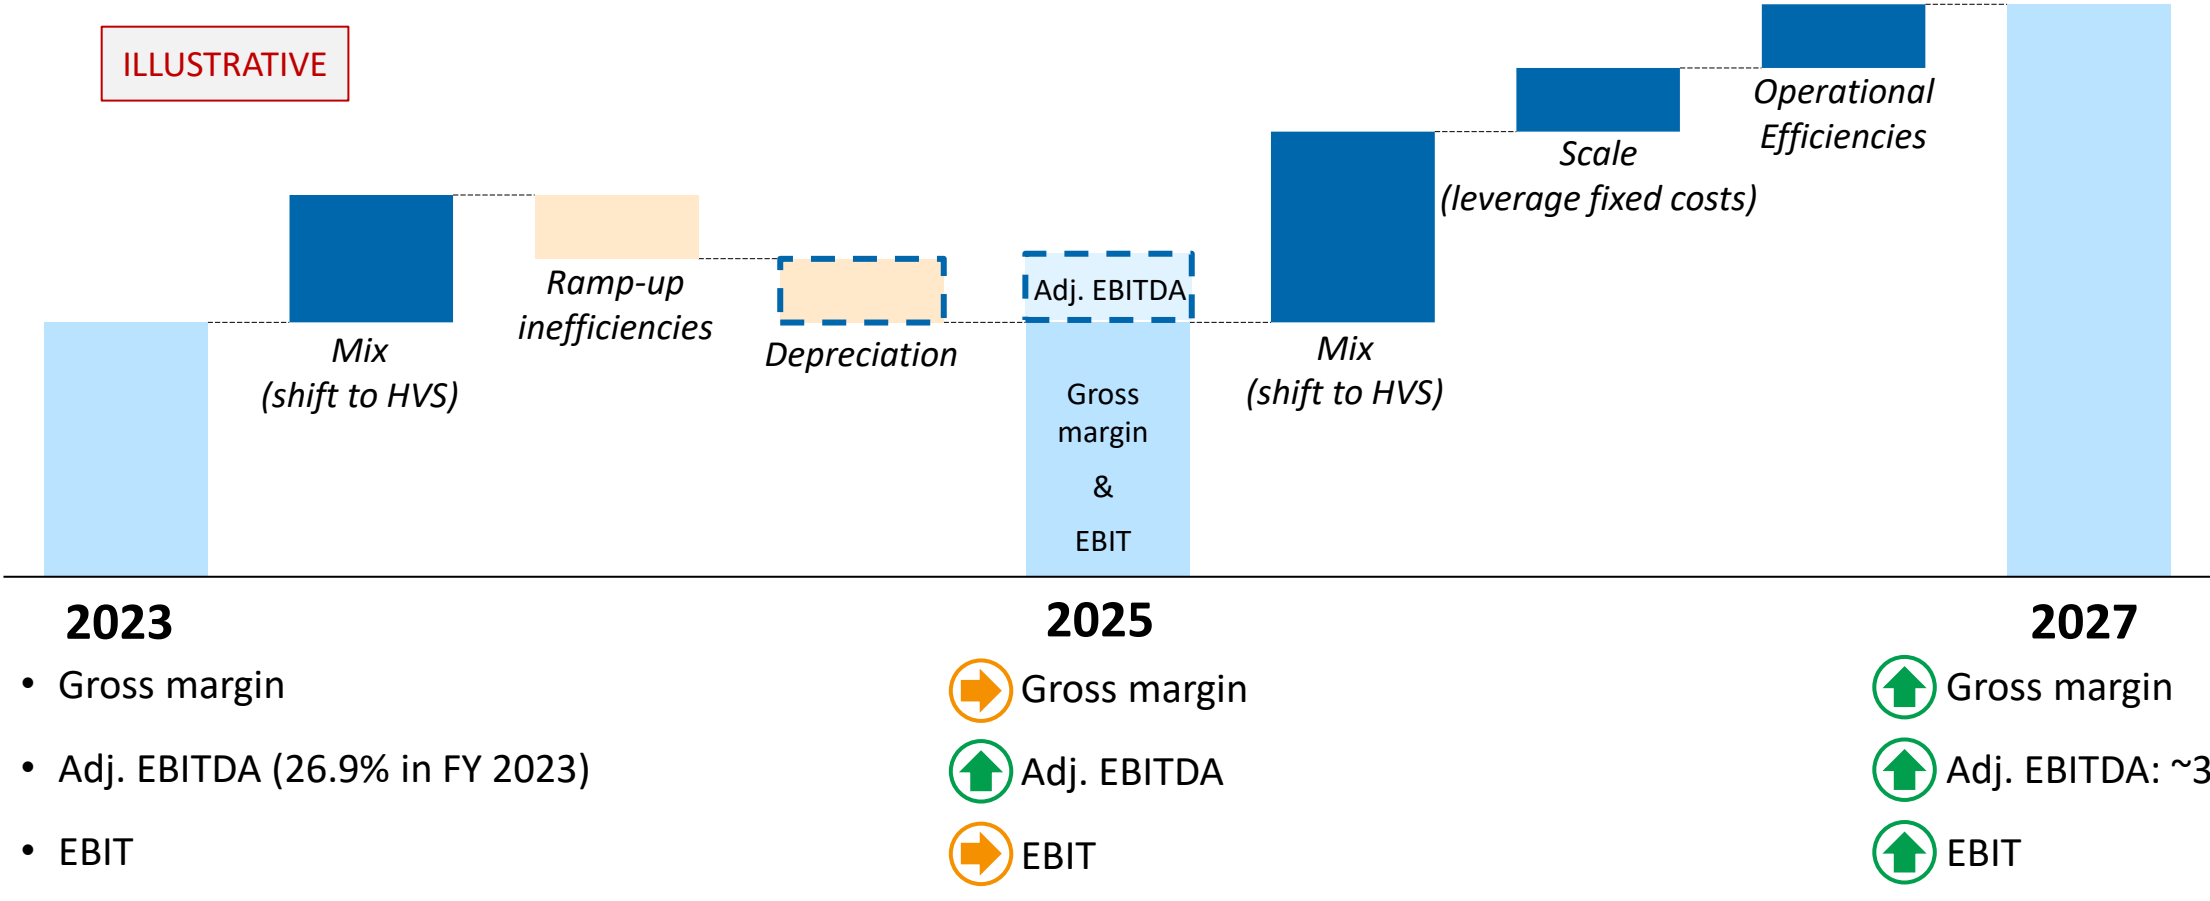 ILLUSTRATIVE
Operational
Efficiencies
Scale
(leverage fixed costs)
Ramp-up
inefficiencies
Adj. EBITDA
Mix
(shift to HVS)
Depreciation
Mix
(shift to HVS)
Gross
margin
&
EBIT
2023
• Gross margin
• Adj. EBITDA (26.9% in FY 2023)
• EBIT
2025
Gross margin
Adj. EBITDA
EBIT
2027
Gross margin
Adj. EBITDA: ~3
EBIT